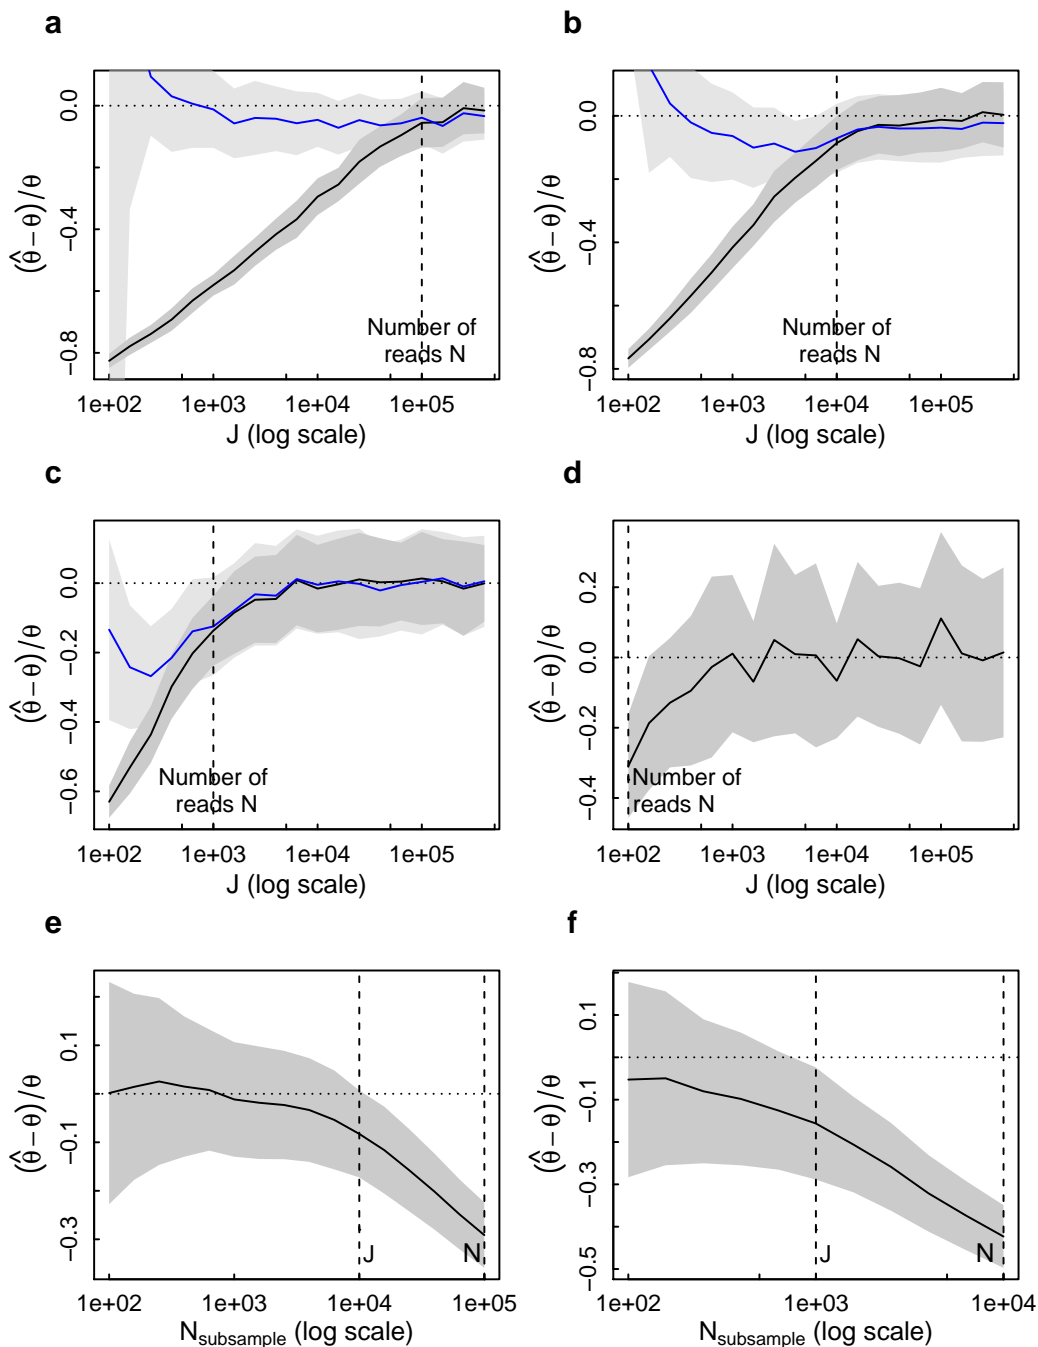 a
b
0.0
−0.4
−0.8
(θ̂ − θ) / θ
Number of
reads N
1e+02 1e+03 1e+04 1e+05
J (log scale)
0.0
−0.4
−0.8
(θ̂ − θ) / θ
Number of
reads N
1e+02 1e+03 1e+04 1e+05
J (log scale)
c
d
0.0
−0.2
−0.4
−0.6
(θ̂ − θ) / θ
Number of
reads N
1e+02 1e+03 1e+04 1e+05
J (log scale)
0.2
0.0
−0.2
−0.4
(θ̂ − θ) / θ
Number of
reads N
1e+02 1e+03 1e+04 1e+05
J (log scale)
e
f
0.1
−0.1
−0.3
(θ̂ − θ) / θ
J N
1e+02 1e+03 1e+04 1e+05
Nsubsample (log scale)
0.1
−0.1
−0.3
−0.5
(θ̂ − θ) / θ
J N
1e+02 1e+03 1e+04
Nsubsample (log scale)